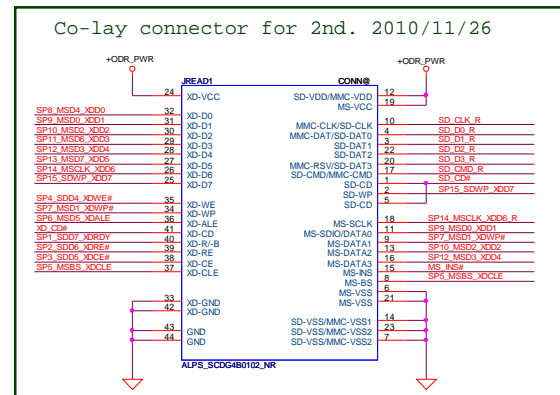 Co-lay connector for 2nd. 2010/11/26
+ODR_PWR
+ODR_PWR
JREAD1 CONN@
24 XD-VCC
SP8_MSD4_XDD0 32 XD-D0
SP9_MSD0_XDD1 31 XD-D1
SP10_MSD2_XDD2 30 XD-D2
SP11_MSD6_XDD3 29 XD-D3
SP12_MSD3_XDD4 28 XD-D4
SP13_MSD7_XDD5 27 XD-D5
SP14_MSCLK_XDD6 26 XD-D6
SP15_SDWP_XDD7 25 XD-D7
SP4_SDD4_XDWE# 35 XD-WE
SP7_MSD1_XDWP# 34 XD-WP
SP6_MSD5_XDALE 36 XD-ALE
XD_CD# 41 XD-CD
SP1_SDD7_XDRDY 40 XD-R/-B
SP2_SDD6_XDRE# 39 XD-RE
SP3_SDD5_XDCE# 38 XD-CE
SP5_MSBS_XDCLE 37 XD-CLE
33 XD-GND
42 XD-GND
43 GND
44 GND
SD-VDD/MMC-VDD 12
MS-VCC 19
MMC-CLK/SD-CLK 10 SD_CLK_R
MMC-DAT/SD-DAT0 4 SD_D0_R
SD-DAT1 3 SD_D1_R
SD-DAT2 22 SD_D2_R
MMC-RSV/SD-DAT3 20 SD_D3_R
SD-CMD/MMC-CMD 17 SD_CMD_R
SD-CD 1 SD_CD#
SD-WP 2 SP15_SDWP_XDD7
SD-CD 5
MS-SCLK 18 SP14_MSCLK_XDD6_R
MS-SDIO/DATA0 11 SP9_MSD0_XDD1
MS-DATA1 9 SP7_MSD1_XDWP#
MS-DATA2 13 SP10_MSD2_XDD2
MS-DATA3 16 SP12_MSD3_XDD4
MS-INS 15 MS_INS#
MS-BS 8 SP5_MSBS_XDCLE
MS-VSS 6
MS-VSS 21
SD-VSS/MMC-VSS1 14
SD-VSS/MMC-VSS2 23
SD-VSS/MMC-VSS2 7
ALPS_SCDG4B0102_NR